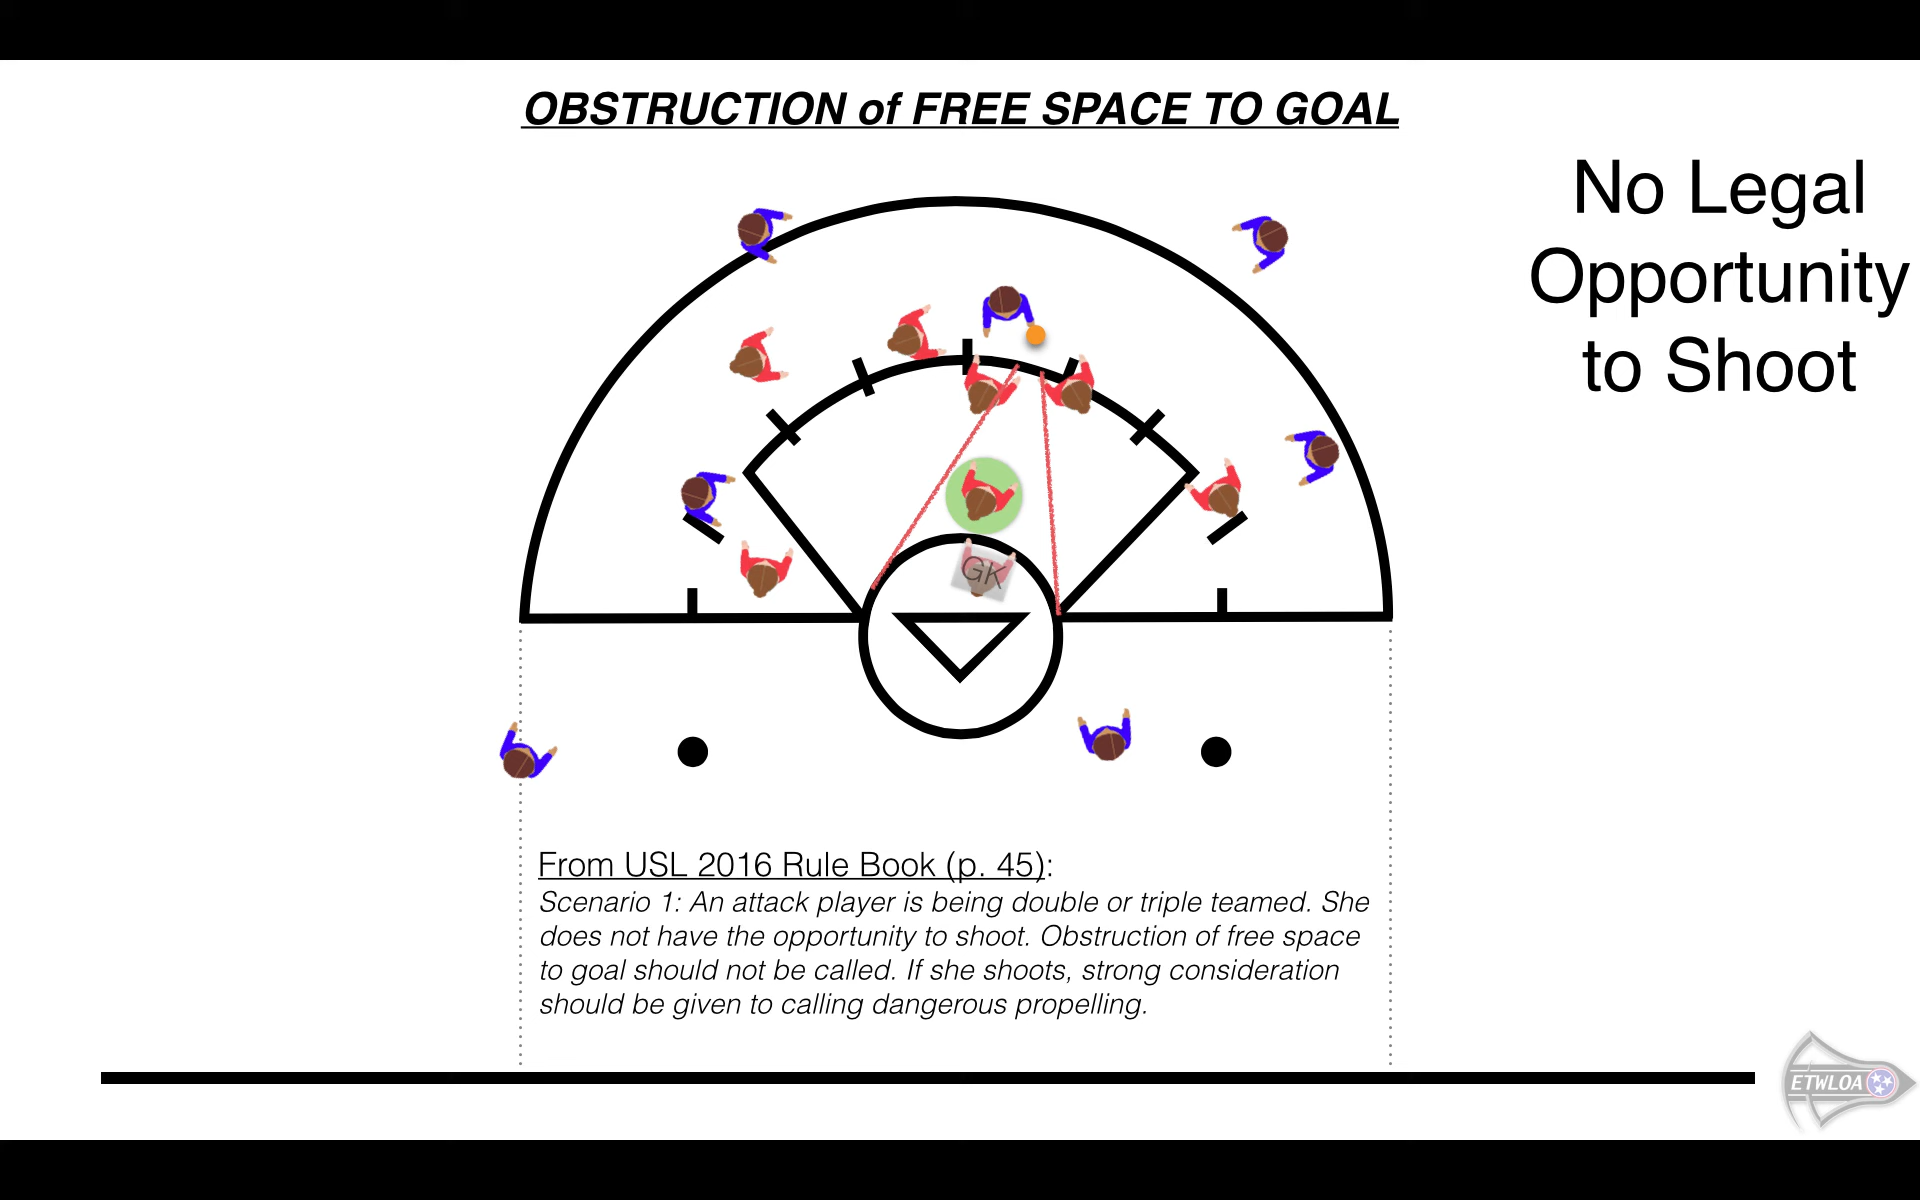 OBSTRUCTION of FREE SPACE TO GOAL
No Legal
Opportunity
to Shoot
GK
From USL 2016 Rule Book (p. 45):
Scenario 1: An attack player is being double or triple teamed. She
does not have the opportunity to shoot. Obstruction of free space
to goal should not be called. If she shoots, strong consideration
should be given to calling dangerous propelling.
ETWLOA